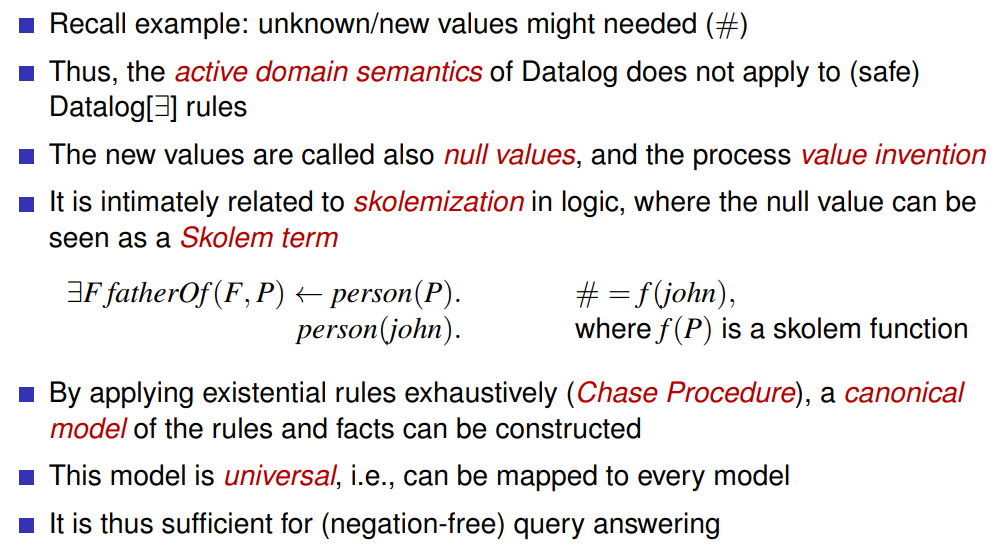 Recall example: unknown/new values might needed (#)
Thus, the active domain semantics of Datalog does not apply to (safe)
Datalog[∃] rules
The new values are called also null values, and the process value invention
It is intimately related to skolemization in logic, where the null value can be
seen as a Skolem term
∃F fatherOf(F, P) ← person(P). # = f(john),
person(john). where f(P) is a skolem function
By applying existential rules exhaustively (Chase Procedure), a canonical
model of the rules and facts can be constructed
This model is universal, i.e., can be mapped to every model
It is thus sufficient for (negation-free) query answering